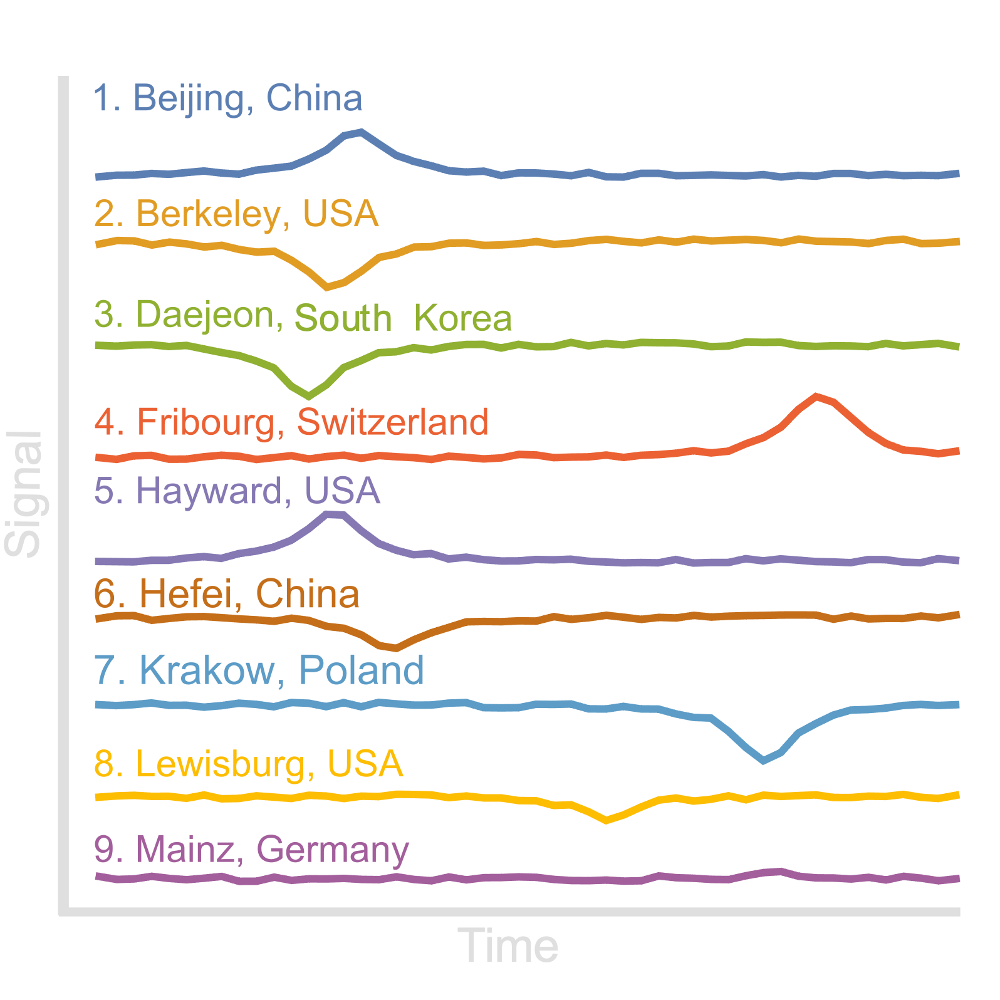 1. Beijing, China
2. Berkeley, USA
3. Daejeon, South Korea
4. Fribourg, Switzerland
5. Hayward, USA
6. Hefei, China
7. Krakow, Poland
8. Lewisburg, USA
9. Mainz, Germany
Signal
Time